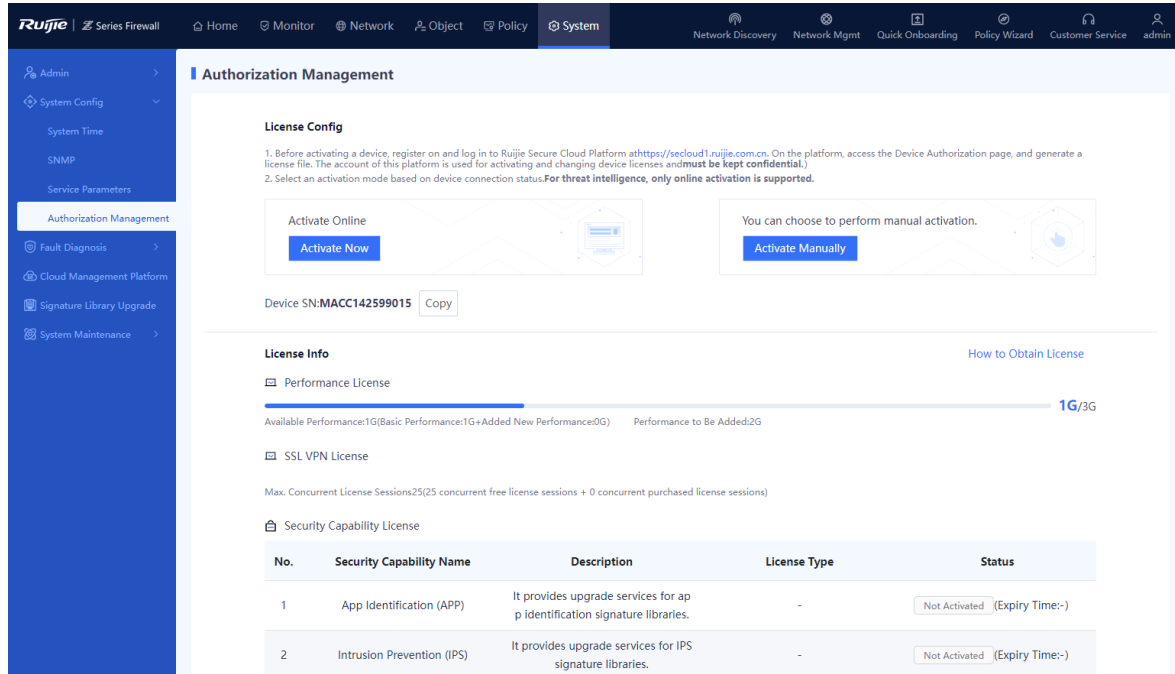 Ruijie | Z Series Firewall
Home
Monitor
Network
Object
Policy
System
Network Discovery
Network Mgmt
Quick Onboarding
Policy Wizard
Customer Service
admin
Admin
System Config
System Time
SNMP
Service Parameters
Authorization Management
Fault Diagnosis
Cloud Management Platform
Signature Library Upgrade
System Maintenance
Authorization Management
License Config
1. Before activating a device, register on and log in to Ruijie Secure Cloud Platform athttps://secloud1.ruijie.com.cn. On the platform, access the Device Authorization page, and generate a
license file. The account of this platform is used for activating and changing device licenses andmust be kept confidential.)
2. Select an activation mode based on device connection status.For threat intelligence, only online activation is supported.
Activate Online
Activate Now
You can choose to perform manual activation.
Activate Manually
Device SN:MACC142599015 Copy
License Info
How to Obtain License
Performance License
1G/3G
Available Performance:1G(Basic Performance:1G+Added New Performance:0G) Performance to Be Added:2G
SSL VPN License
Max. Concurrent License Sessions25(25 concurrent free license sessions + 0 concurrent purchased license sessions)
Security Capability License
No. Security Capability Name Description License Type Status
1 App Identification (APP) It provides upgrade services for ap
p identification signature libraries. - Not Activated (Expiry Time:-)
2 Intrusion Prevention (IPS) It provides upgrade services for IPS
signature libraries. - Not Activated (Expiry Time:-)